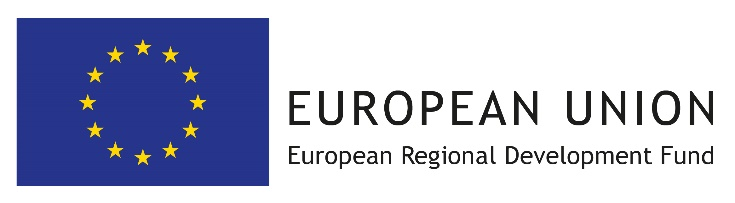 EUROPEAN UNION
European Regional Development Fund